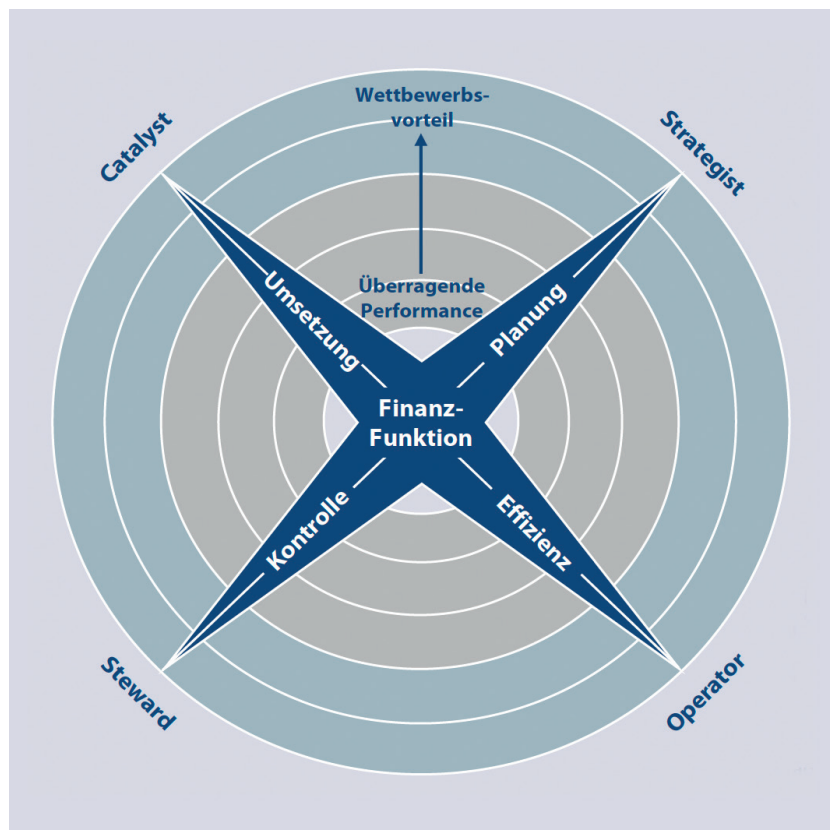 Wettbewerbs-
vorteil
Catalyst
Strategist
Überragende
Performance
Umsetzung
Planung
Finanz-
Funktion
Kontrolle
Effizienz
Steward
Operator